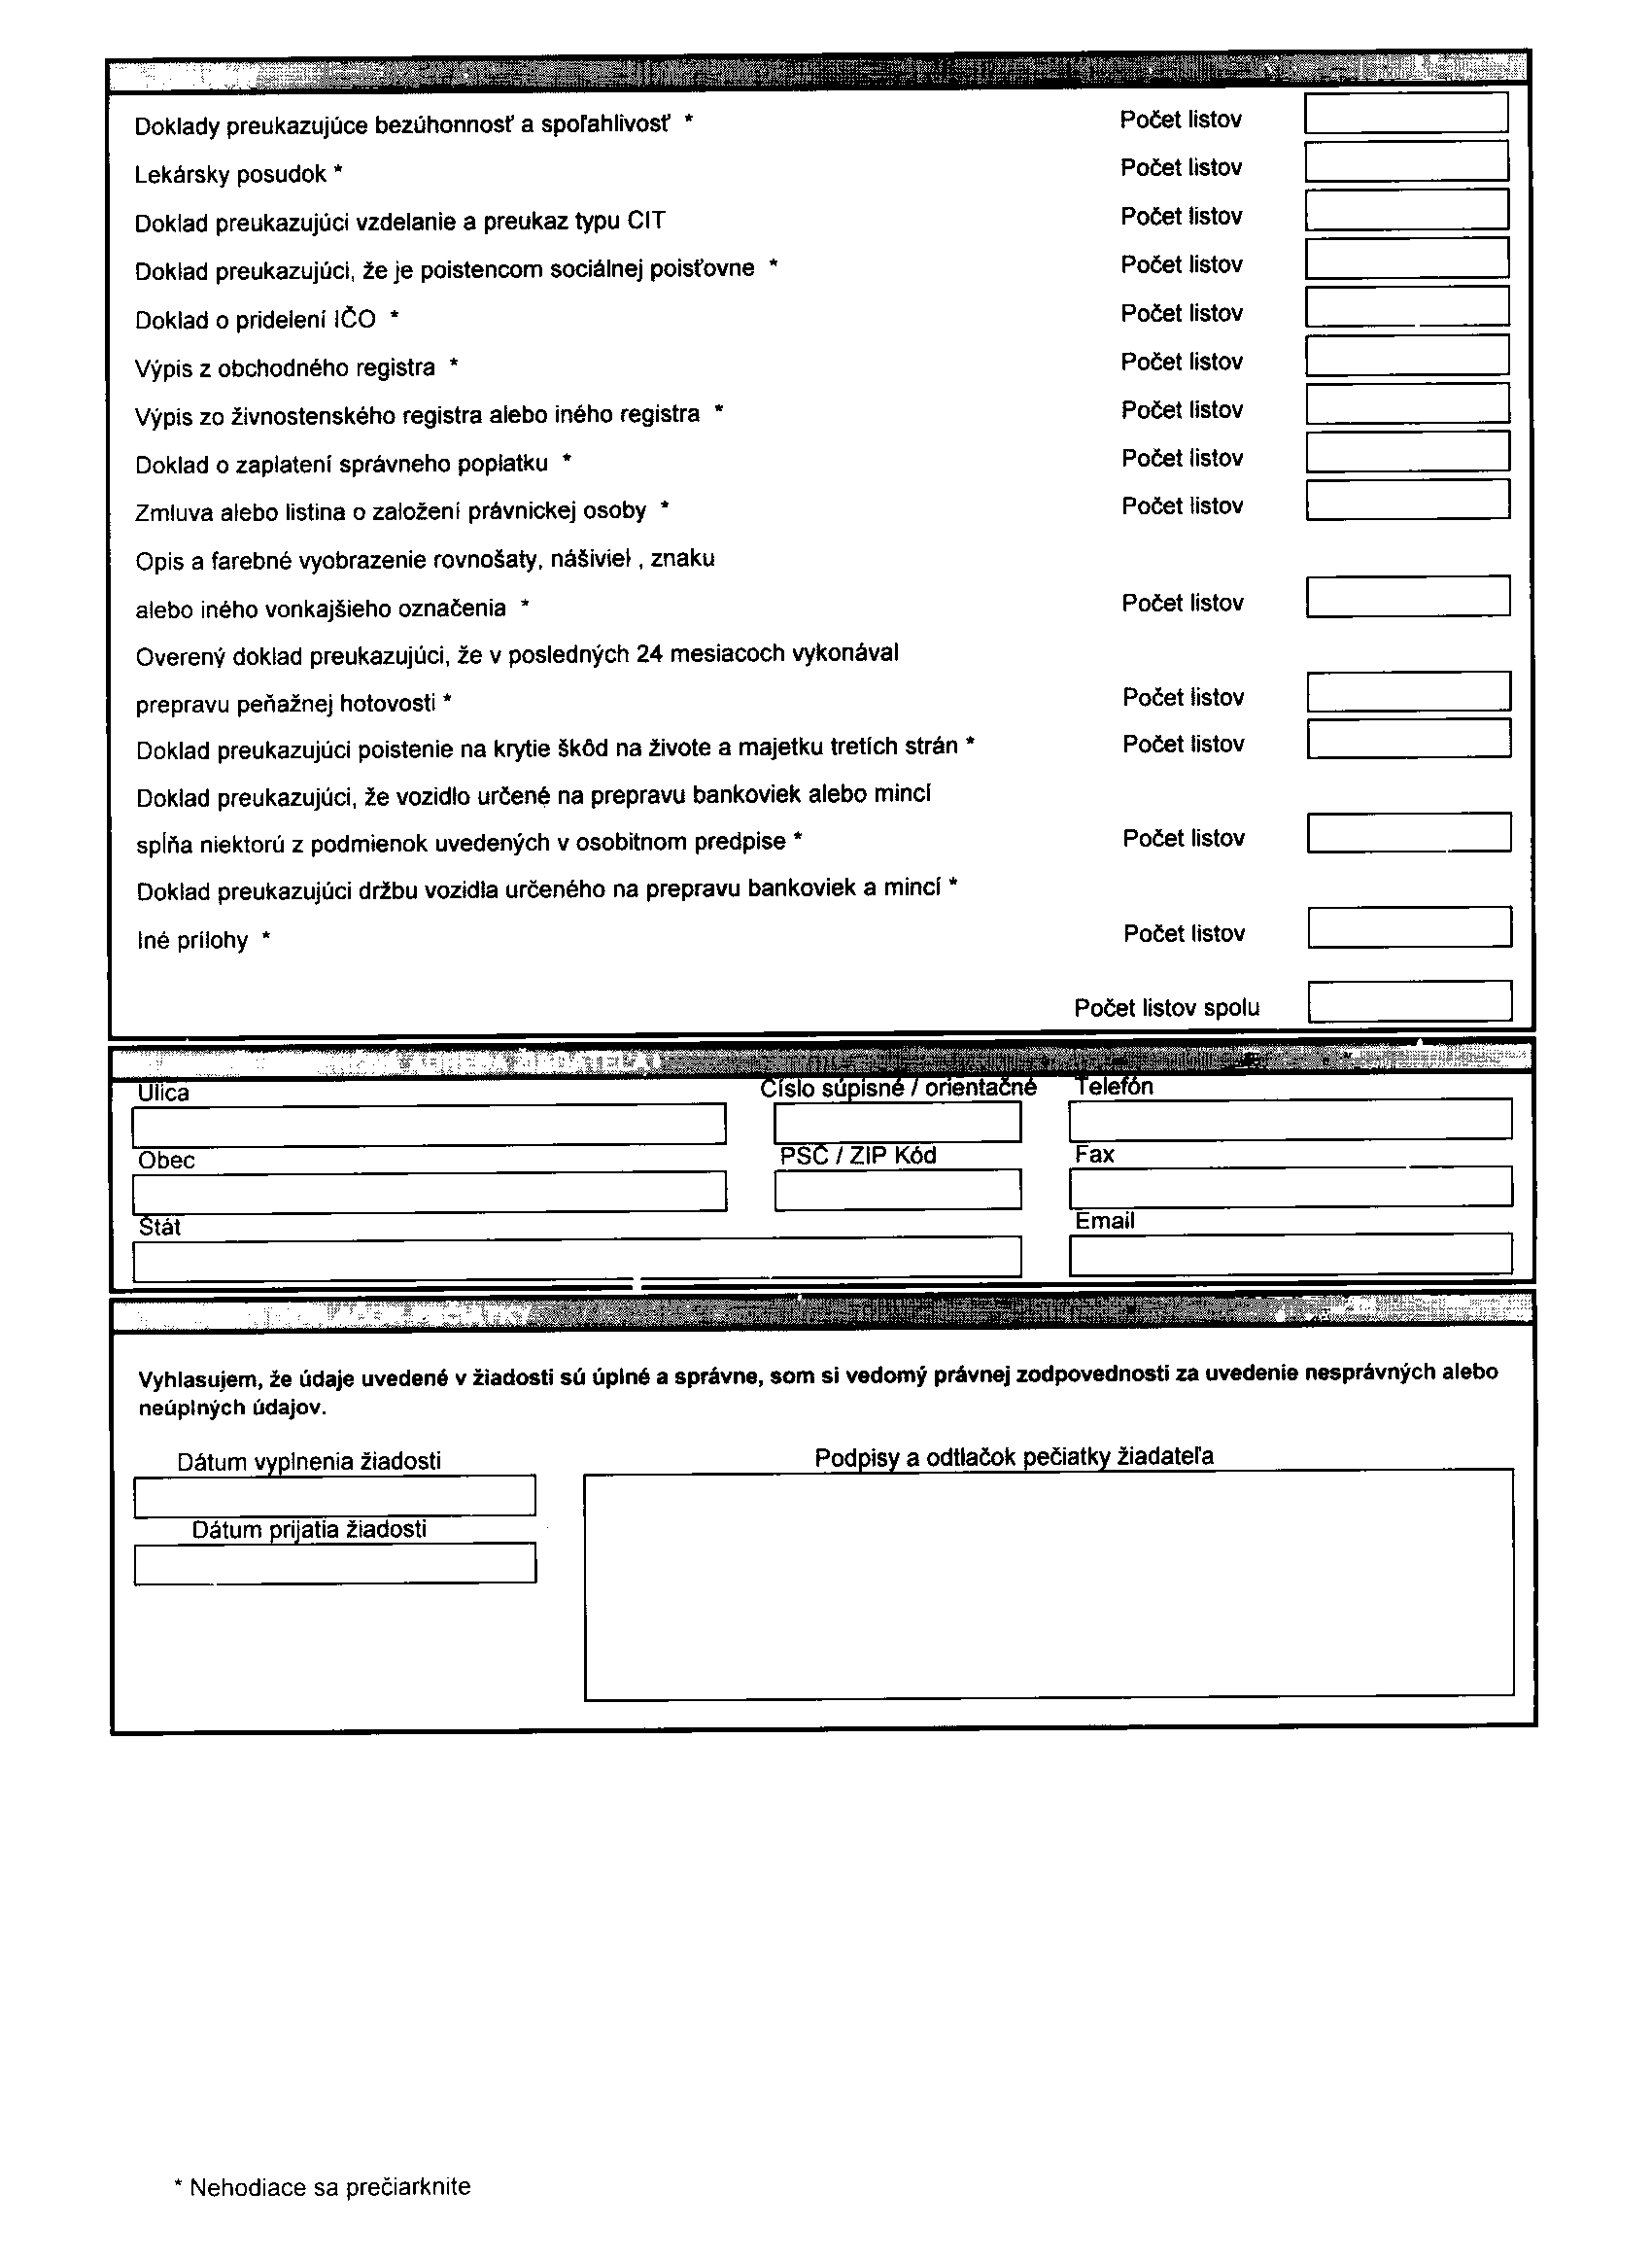 Doklady preukazujúce bezúhonnosť a spoľahlivosť * Počet listov
Lekársky posudok * Počet listov
Doklad preukazujúci vzdelanie a preukaz typu CIT Počet listov
Doklad preukazujúci, že je poistencom sociálnej poisťovne * Počet listov
Doklad o pridelení IČO * Počet listov
Výpis z obchodného registra * Počet listov
Výpis zo živnostenského registra alebo iného registra * Počet listov
Doklad o zaplatení správneho poplatku * Počet listov
Zmluva alebo listina o založení právnickej osoby * Počet listov
Opis a farebné vyobrazenie rovnošaty, nášiviel , znaku
alebo iného vonkajšieho označenia * Počet listov
Overený doklad preukazujúci, že v posledných 24 mesiacoch vykonával
prepravu peňažnej hotovosti * Počet listov
Doklad preukazujúci poistenie na krytie škôd na živote a majetku tretích strán * Počet listov
Doklad preukazujúci, že vozidlo určené na prepravu bankoviek alebo mincí
spĺňa niektorú z podmienok uvedených v osobitnom predpise * Počet listov
Doklad preukazujúci držbu vozidla určeného na prepravu bankoviek a mincí *
Iné prílohy * Počet listov
Počet listov spolu
Ulica Číslo súpisné / orientačné Telefón
Obec PSČ / ZIP Kód Fax
Štát Email
Vyhlasujem, že údaje uvedené v žiadosti sú úplné a správne, som si vedomý právnej zodpovednosti za uvedenie nesprávných alebo
neúplných údajov.
Dátum vyplnenia žiadosti Podpisy a odtlačok pečiatky žiadateľa
Dátum prijatia žiadosti
* Nehodiace sa prečiarknite